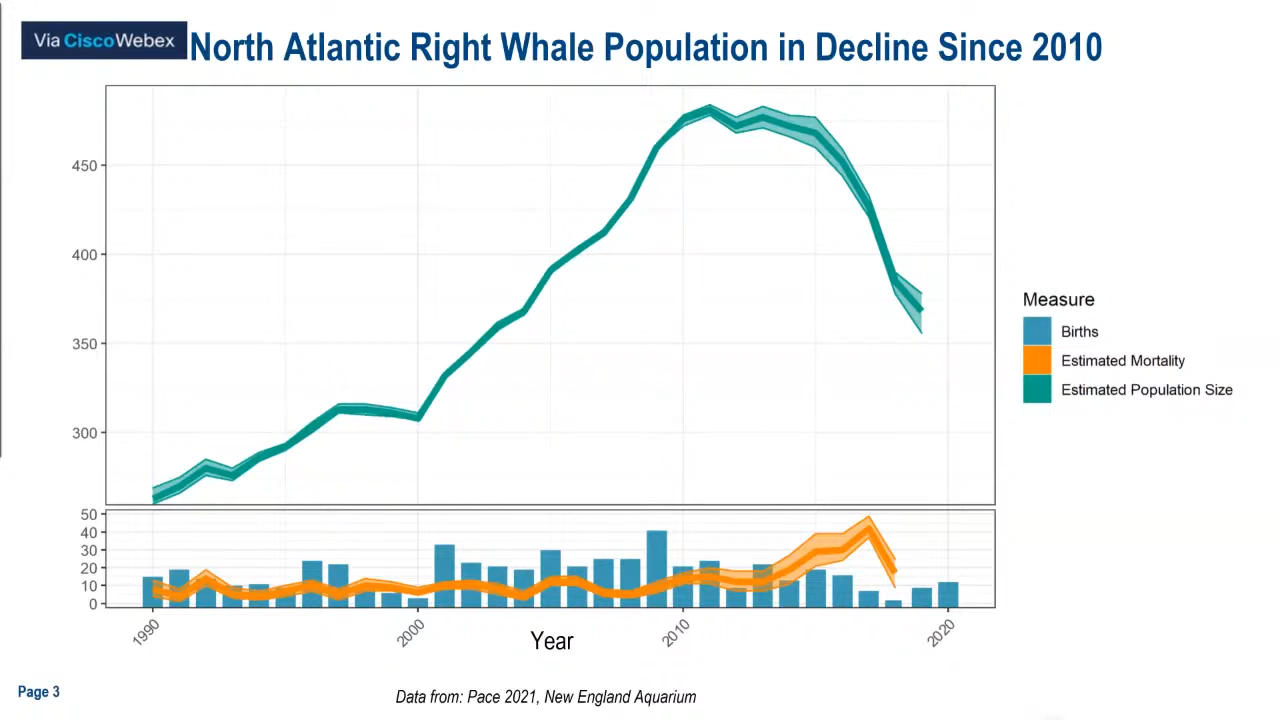 Via CiscoWebex
North Atlantic Right Whale Population in Decline Since 2010
450
400
350
300
50
40
30
20
10
0
1990
2000
2010
2020
Year
Measure
Births
Estimated Mortality
Estimated Population Size
Page 3
Data from: Pace 2021, New England Aquarium